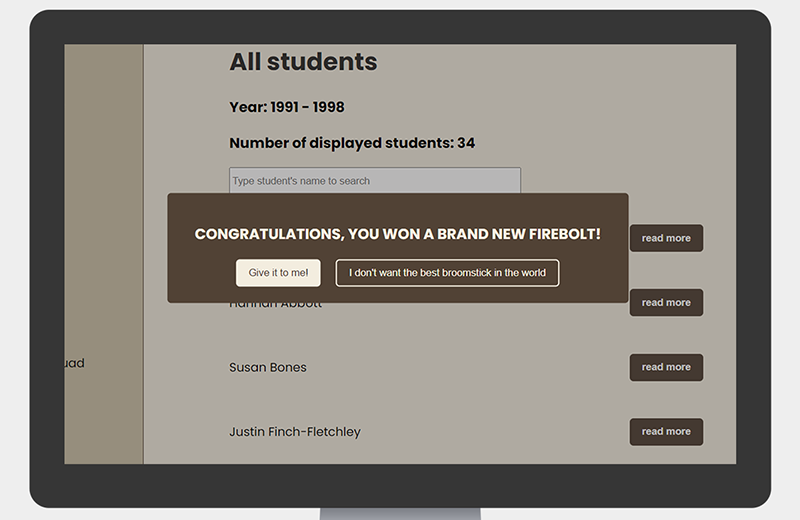 All students
Year: 1991 - 1998
Number of displayed students: 34
Type student's name to search
CONGRATULATIONS, YOU WON A BRAND NEW FIREBOLT!
read more
Give it to me!
I don't want the best broomstick in the world
Hannah Abbott
read more
uad
Susan Bones
read more
Justin Finch-Fletchley
read more